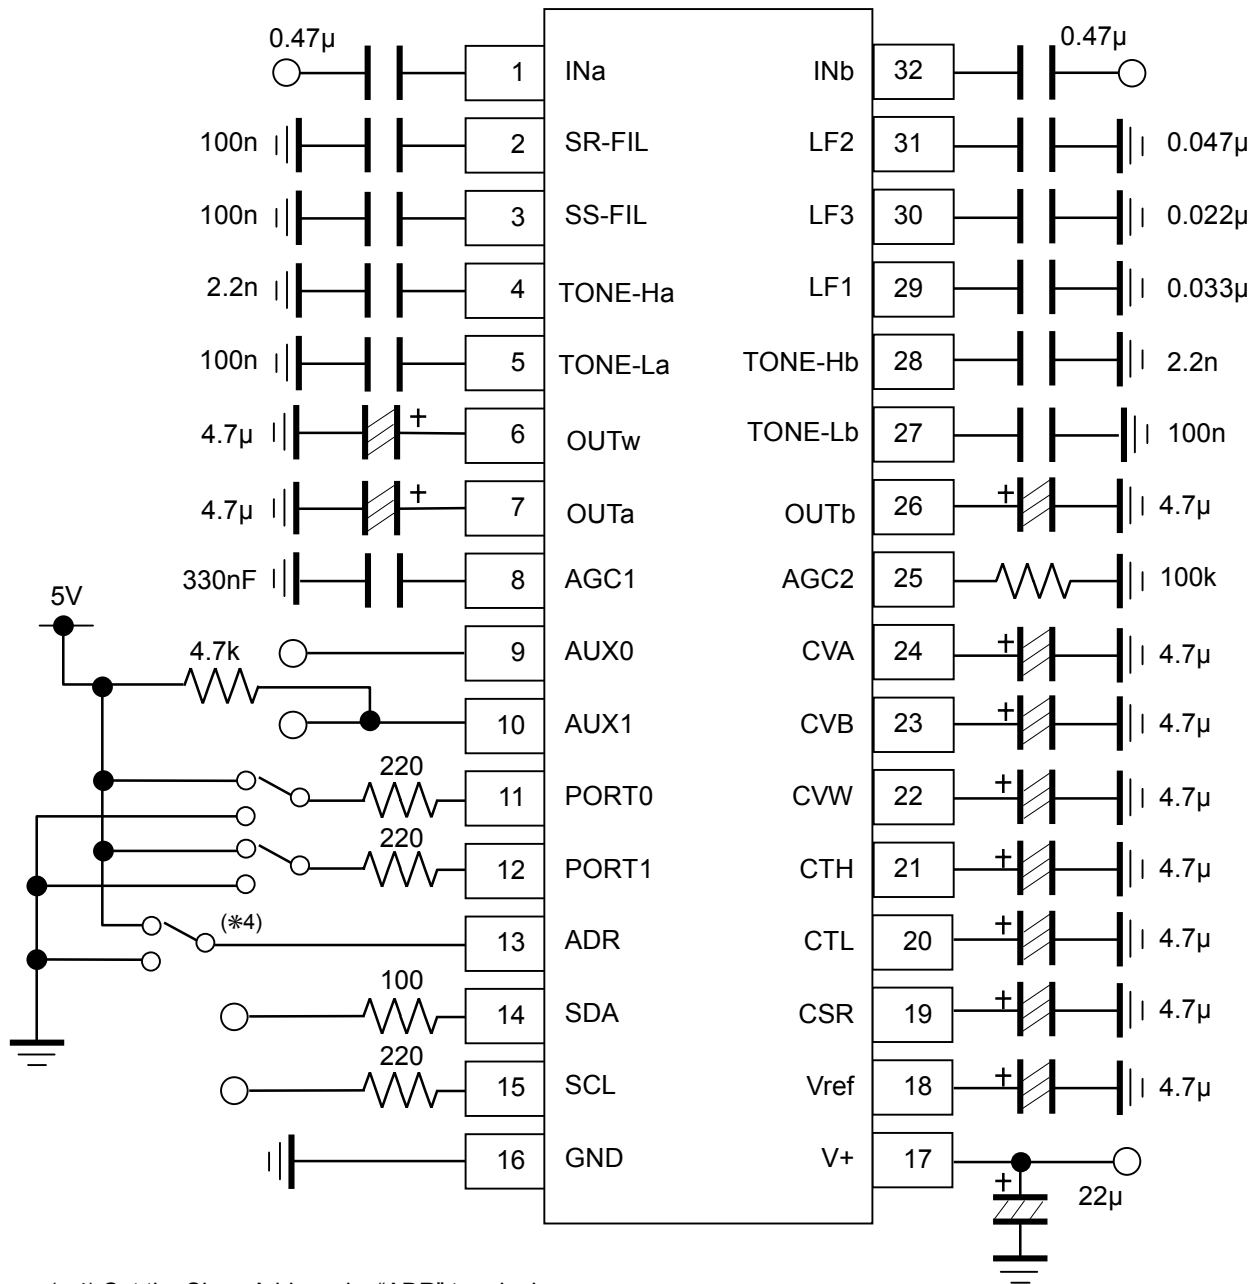 0.47µ 1 INa INb 32 0.47µ
100n 2 SR-FIL LF2 31 0.047µ
100n 3 SS-FIL LF3 30 0.022µ
2.2n 4 TONE-Ha LF1 29 0.033µ
100n 5 TONE-La TONE-Hb 28 2.2n
4.7µ + 6 OUTw TONE-Lb 27 100n
4.7µ + 7 OUTa OUTb 26 + 4.7µ
330nF 8 AGC1 AGC2 25 100k
5V
4.7k 9 AUX0 CVA 24 + 4.7µ
10 AUX1 CVB 23 + 4.7µ
220 11 PORT0 CVW 22 + 4.7µ
220 12 PORT1 CTH 21 + 4.7µ
(※4) 13 ADR CTL 20 + 4.7µ
100 14 SDA CSR 19 + 4.7µ
220 15 SCL Vref 18 + 4.7µ
16 GND V+ 17
+ 22µ